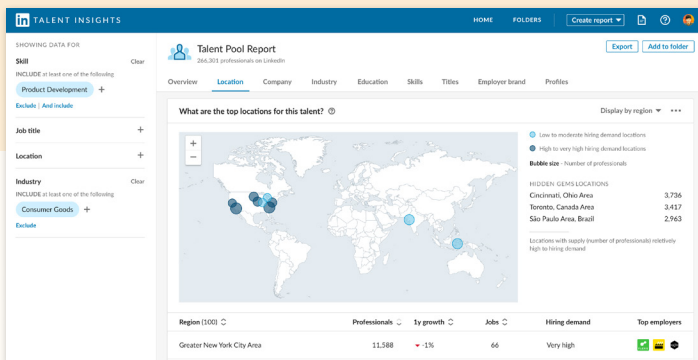 in TALENT INSIGHTS
HOME FOLDERS Create report
SHOWING DATA FOR
Skill Clear
INCLUDE at least one of the following
Product Development +
Exclude | And include
Job title +
Location +
Industry Clear
INCLUDE at least one of the following
Consumer Goods +
Exclude
Talent Pool Report
266,301 professionals on LinkedIn
Export Add to folder
Overview Location Company Industry Education Skills Titles Employer brand Profiles
What are the top locations for this talent?
Display by region
Low to moderate hiring demand locations
High to very high hiring demand locations
Bubble size - Number of professionals
HIDDEN GEMS LOCATIONS
Cincinnati, Ohio Area 3,736
Toronto, Canada Area 3,417
São Paulo Area, Brazil 2,963
Locations with supply (number of professionals) relatively
high to hiring demand
Region (100) Professionals 1y growth Jobs Hiring demand Top employers
Greater New York City Area 11,588 -1% 66 Very high